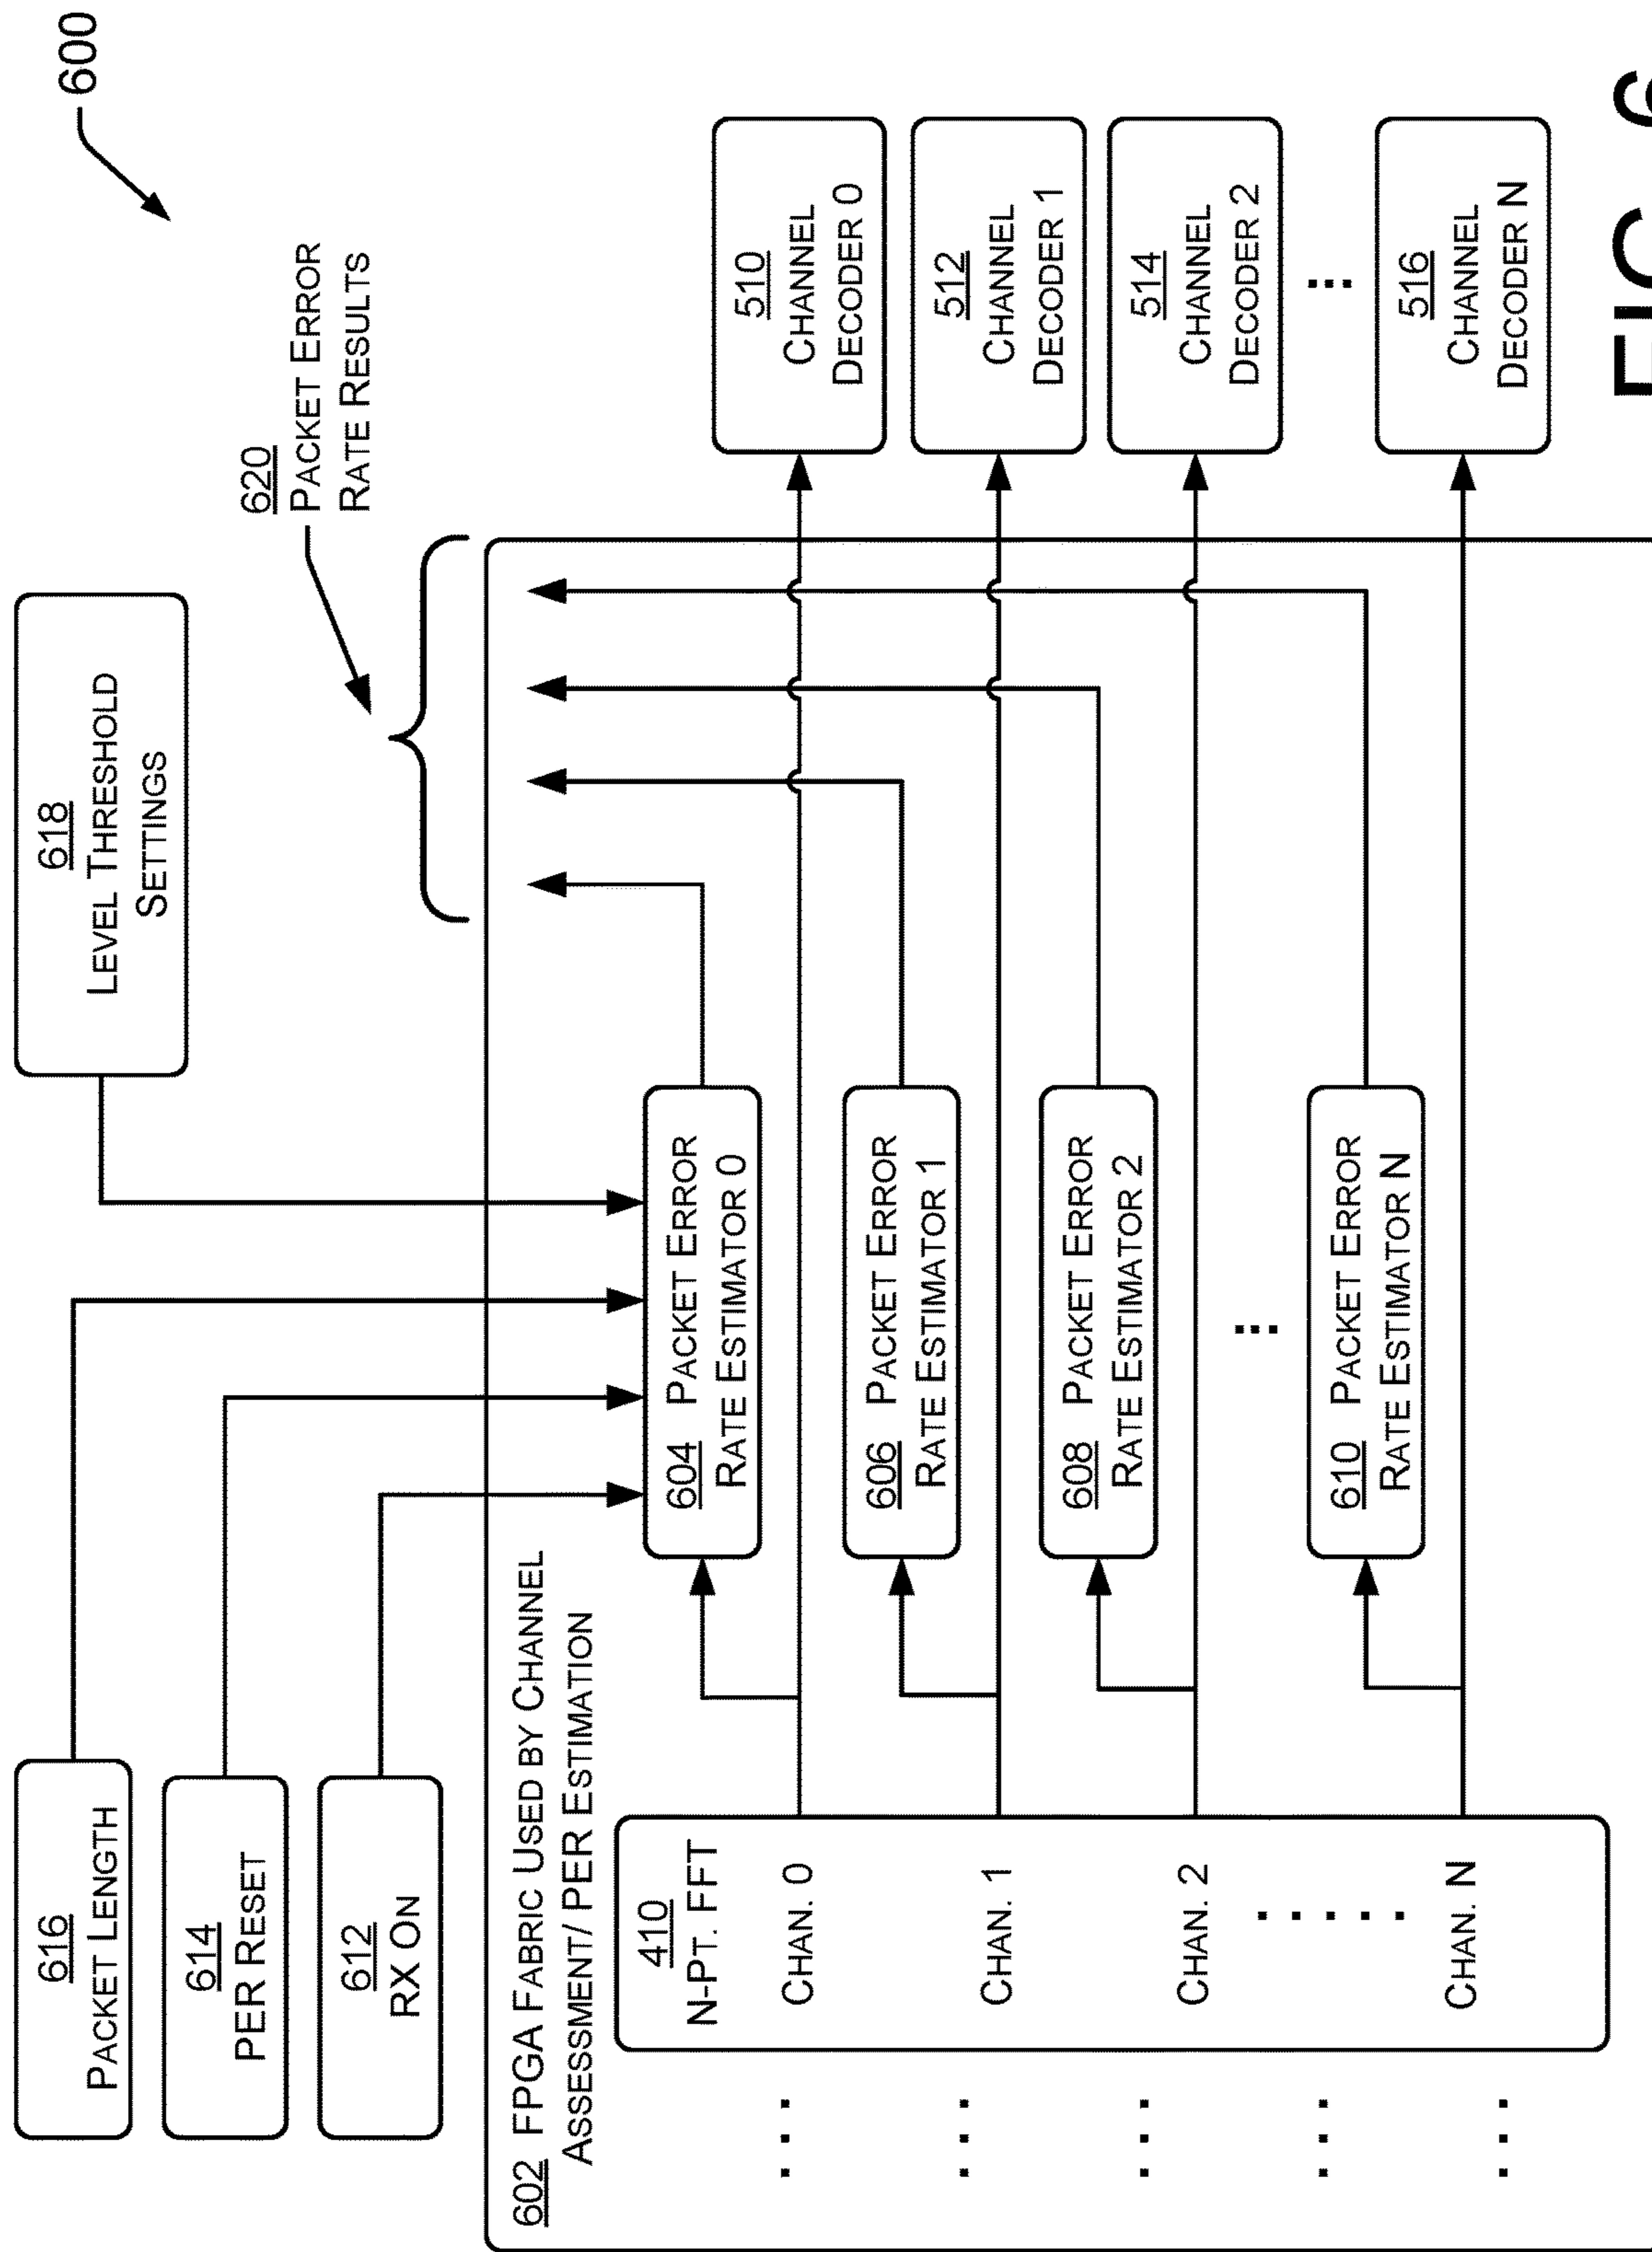 600
616
PACKET LENGTH
614
PER RESET
612
RX ON
618
LEVEL THRESHOLD
SETTINGS
620
PACKET ERROR
RATE RESULTS
602 FPGA FABRIC USED BY CHANNEL
ASSESSMENT/ PER ESTIMATION
410
N-PT. FFT
CHAN. 0
CHAN. 1
CHAN. 2
CHAN. N
604 PACKET ERROR
RATE ESTIMATOR 0
606 PACKET ERROR
RATE ESTIMATOR 1
608 PACKET ERROR
RATE ESTIMATOR 2
610 PACKET ERROR
RATE ESTIMATOR N
510
CHANNEL
DECODER 0
512
CHANNEL
DECODER 1
514
CHANNEL
DECODER 2
516
CHANNEL
DECODER N